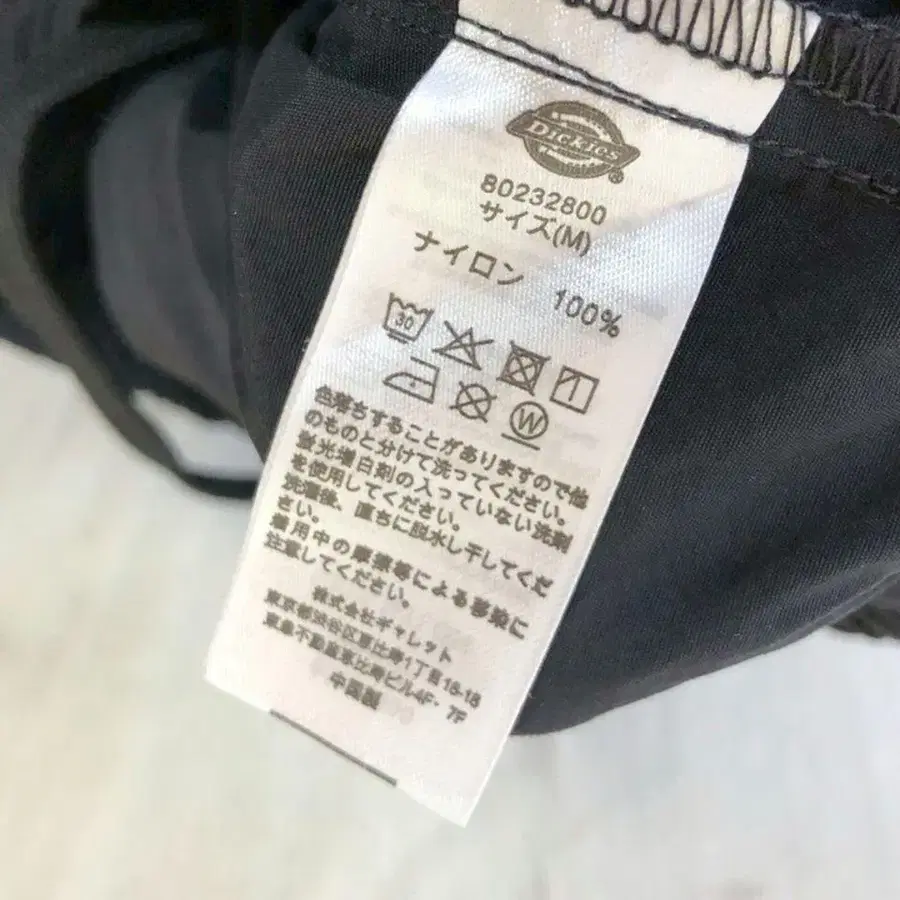 Dickies®
80232800
サイズ(M)
ナイロン 100%
30
W
色落ちすることがありますので他
のものと分けて洗ってください。
蛍光増白剤の入っていない洗剤
を使用してください。
洗濯後、直ちに脱水し干してくだ
さい。
着用中の摩擦等による移染に
注意してください。
株式会社ギャレット
東京都渋谷区恵比寿1丁目18-18
東急不動産恵比寿ビル4F・7F
中国製